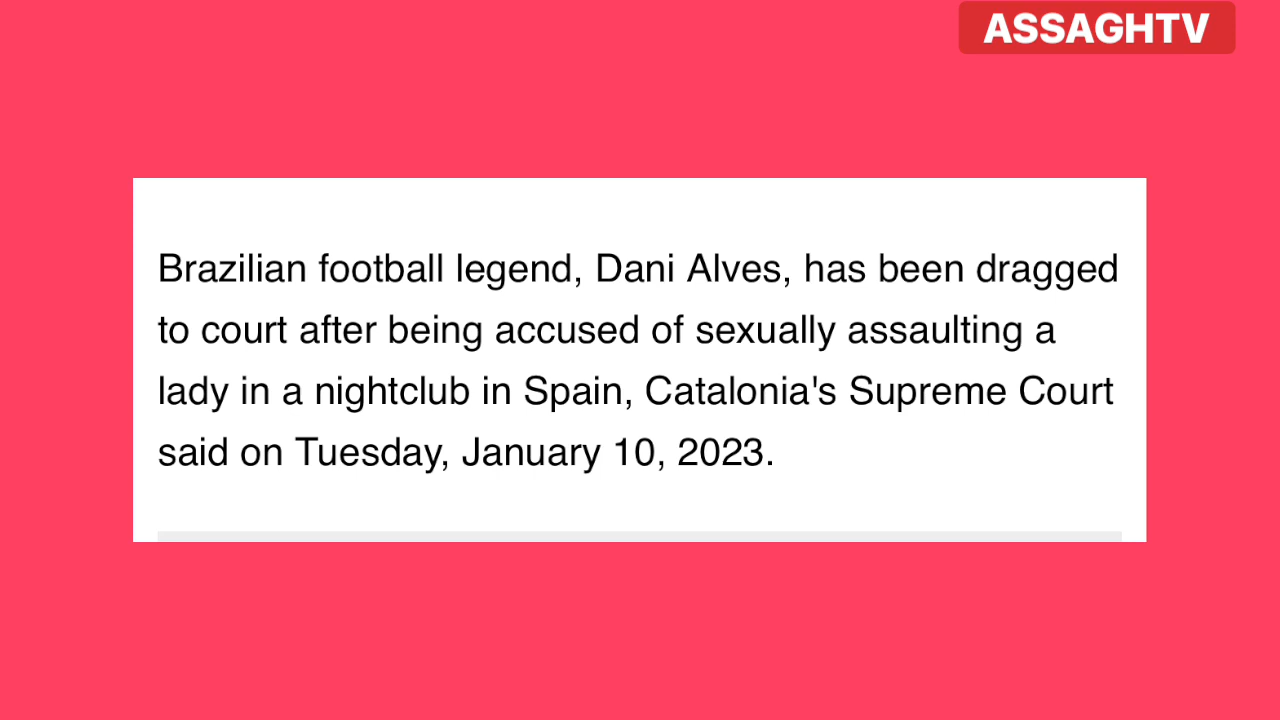 ASSAGHTV
Brazilian football legend, Dani Alves, has been dragged
to court after being accused of sexually assaulting a
lady in a nightclub in Spain, Catalonia's Supreme Court
said on Tuesday, January 10, 2023.